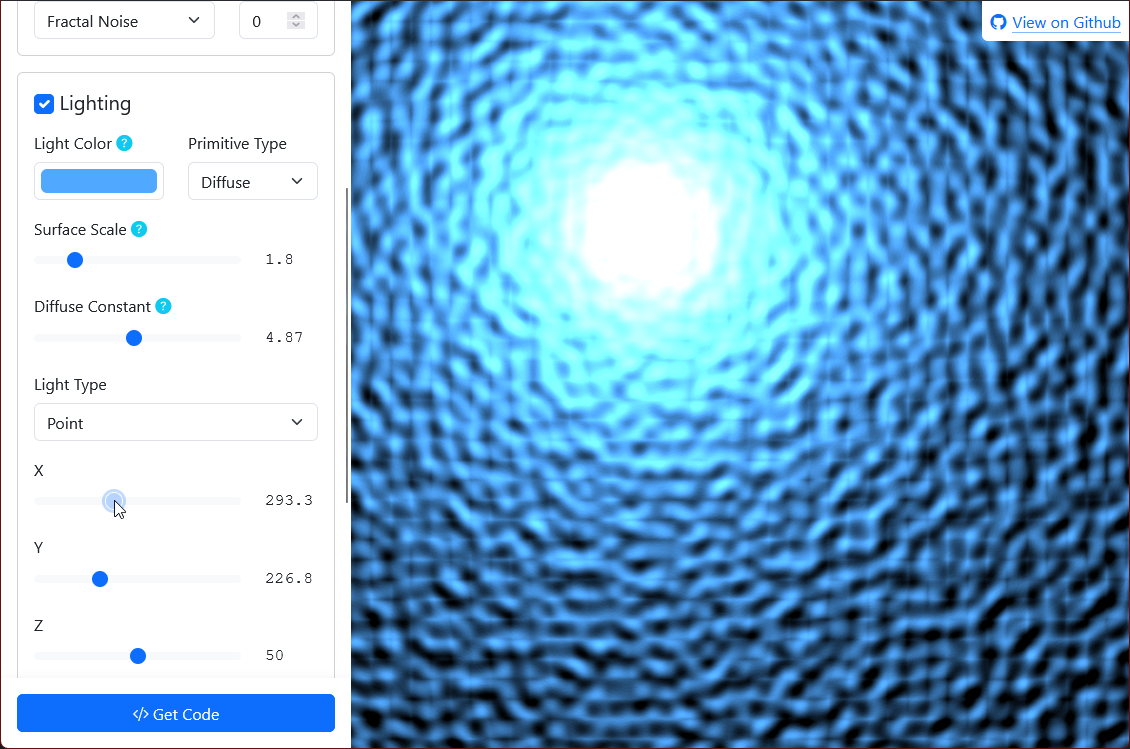 Fractal Noise
0
View on Github
Lighting
Light Color ?
Primitive Type
Diffuse
Surface Scale ?
1.8
Diffuse Constant ?
4.87
Light Type
Point
X
293.3
Y
226.8
Z
50
</> Get Code